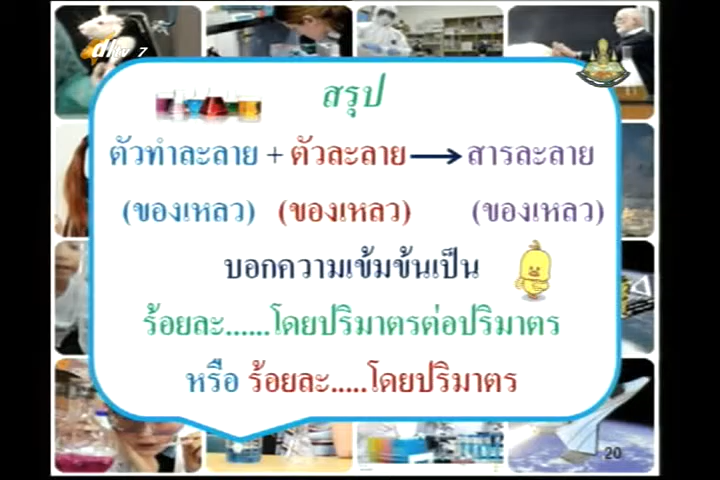 dltv 7
สรุป
ตัวทำละลาย + ตัวละลาย → สารละลาย
(ของเหลว) (ของเหลว) (ของเหลว)
บอกความเข้มข้นเป็น
ร้อยละ......โดยปริมาตรต่อปริมาตร
หรือ ร้อยละ.....โดยปริมาตร
20